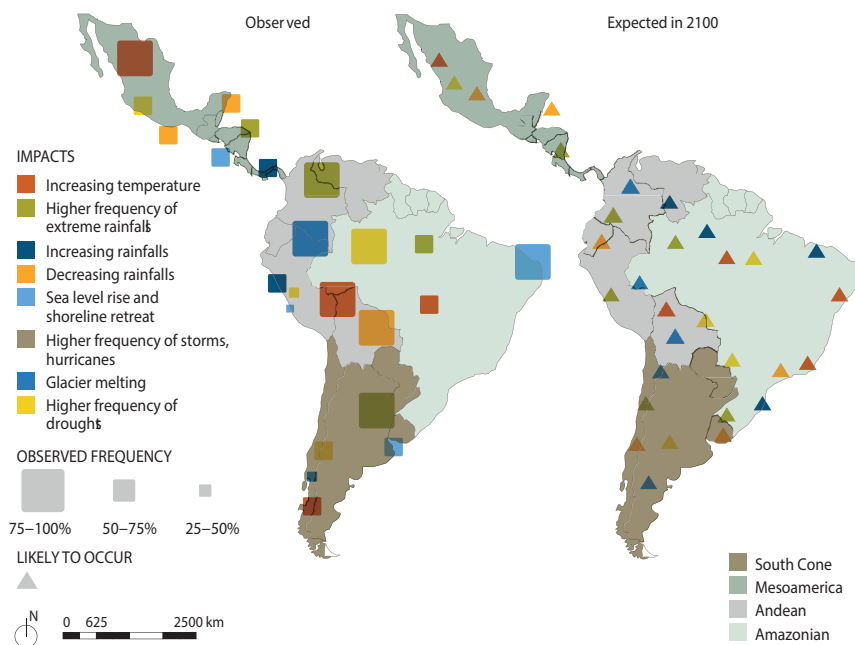 Observed
Expected in 2100
IMPACTS
Increasing temperature
Higher frequency of
extreme rainfalls
Increasing rainfalls
Decreasing rainfalls
Sea level rise and
shoreline retreat
Higher frequency of storms,
hurricanes
Glacier melting
Higher frequency of
droughts
OBSERVED FREQUENCY
75–100%
50–75%
25–50%
LIKELY TO OCCUR
N
0 625 2500 km
South Cone
Mesoamerica
Andean
Amazonian